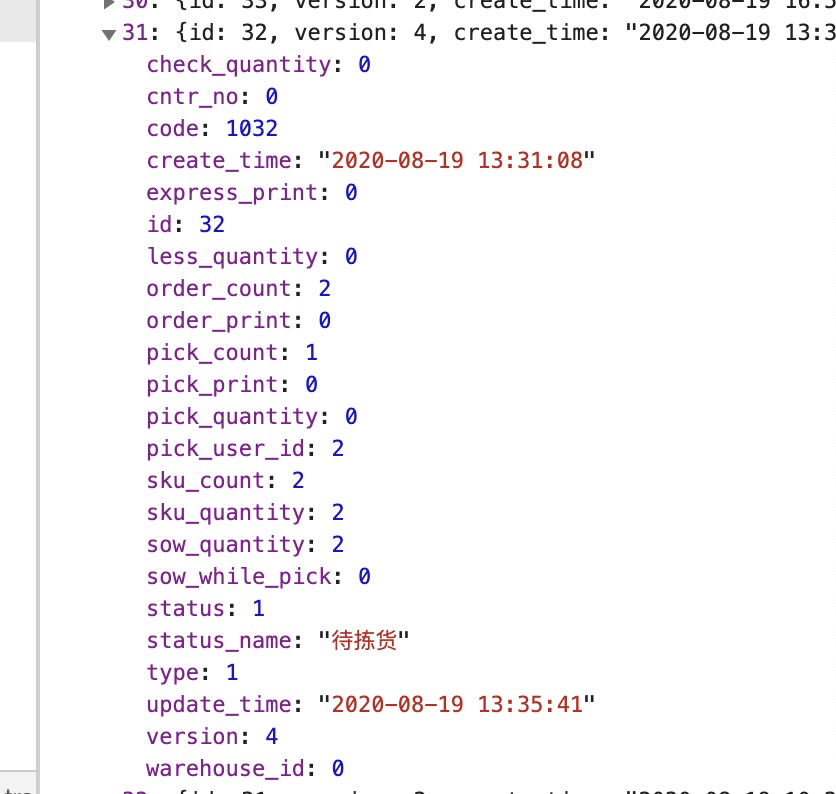 30: {id: 33, version: 2, create_time: "2020-08-19 16:5
31: {id: 32, version: 4, create_time: "2020-08-19 13:3
check_quantity: 0
cntr_no: 0
code: 1032
create_time: "2020-08-19 13:31:08"
express_print: 0
id: 32
less_quantity: 0
order_count: 2
order_print: 0
pick_count: 1
pick_print: 0
pick_quantity: 0
pick_user_id: 2
sku_count: 2
sku_quantity: 2
sow_quantity: 2
sow_while_pick: 0
status: 1
status_name: "待拣货"
type: 1
update_time: "2020-08-19 13:35:41"
version: 4
warehouse_id: 0